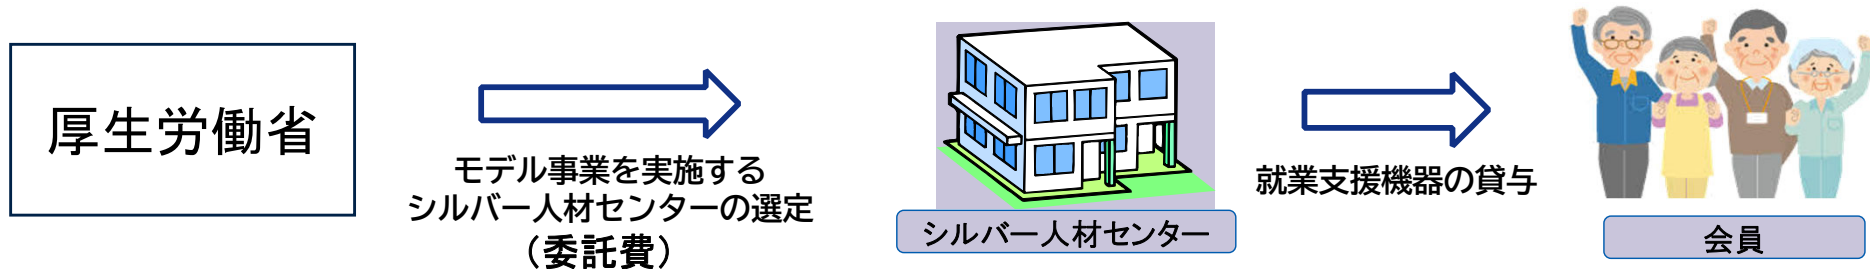 厚生労働省
モデル事業を実施する
シルバー人材センターの選定
（委託費）
シルバー人材センター
就業支援機器の貸与
会員